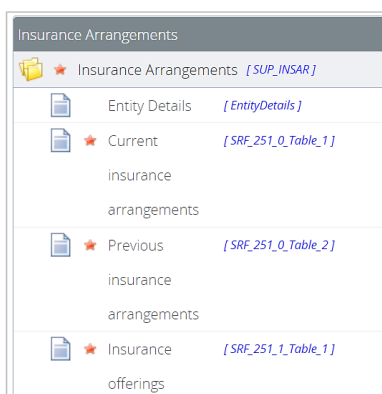 Insurance Arrangements
Insurance Arrangements [ SUP_INSAR ]
Entity Details [ EntityDetails ]
Current [ SRF_251_0_Table_1 ]
insurance
arrangements
Previous [ SRF_251_0_Table_2 ]
insurance
arrangements
Insurance [ SRF_251_1_Table_1 ]
offerings